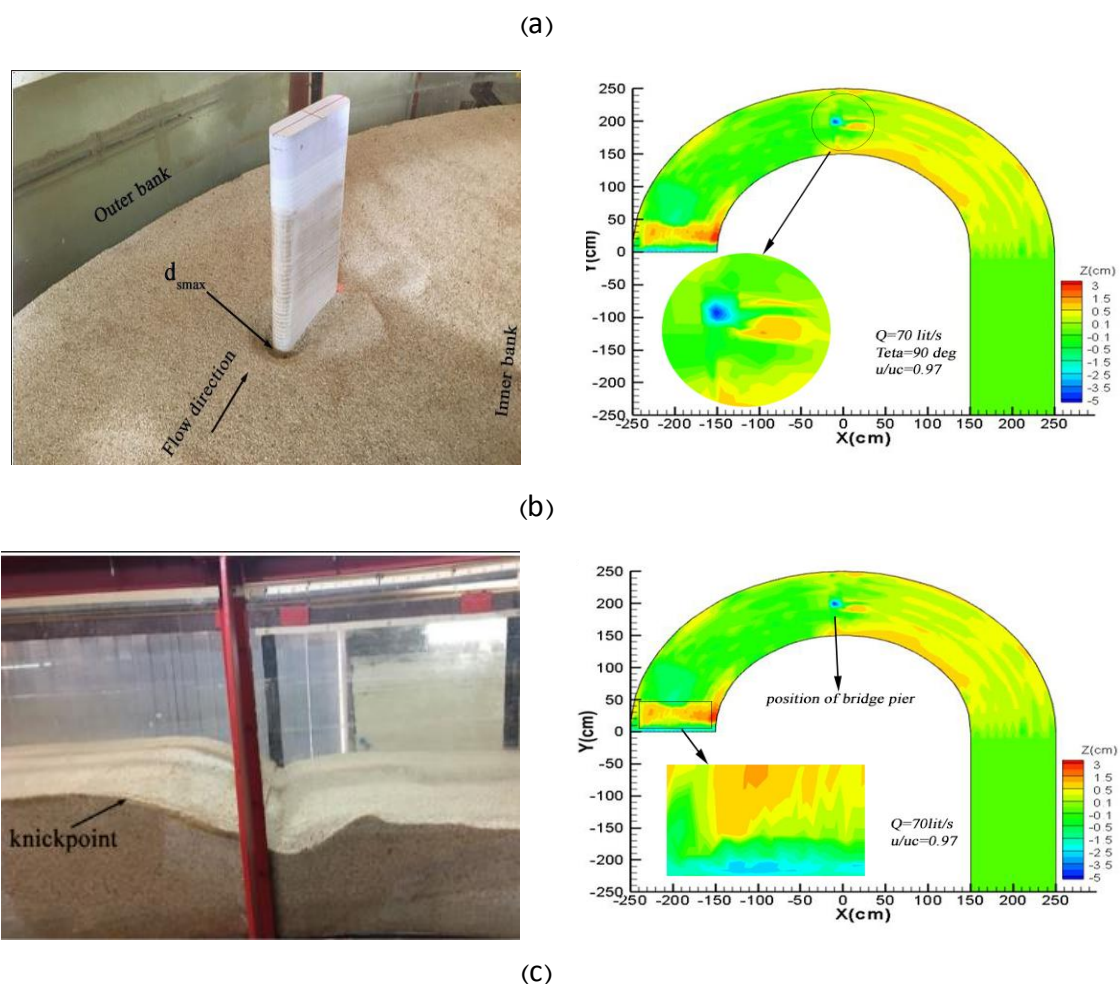 (a)
Outer bank
d
smax
Flow direction
Inner bank
250
200
150
100
50
0
-50
-100
-150
-200
-250
-250 -200 -150 -100 -50 0 50 100 150 200 250
X(cm)
Q=70 lit/s
Teta=90 deg
u/uc=0.97
Z(cm)
3
1.5
0.5
0.1
-0.1
-0.5
-1.5
-2.5
-3.5
-5
(b)
knickpoint
250
200
150
100
50
0
-50
-100
-150
-200
-250
Y(cm)
-250 -200 -150 -100 -50 0 50 100 150 200 250
X(cm)
position of bridge pier
Q=70lit/s
u/uc=0.97
Z(cm)
3
1.5
0.5
0.1
-0.1
-0.5
-1.5
-2.5
-3.5
-5
(c)